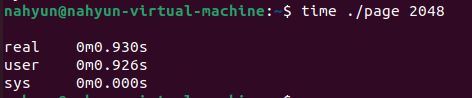 nahyun@nahyun-virtual-machine:~$ time ./page 2048
real 0m0.930s
user 0m0.926s
sys 0m0.000s